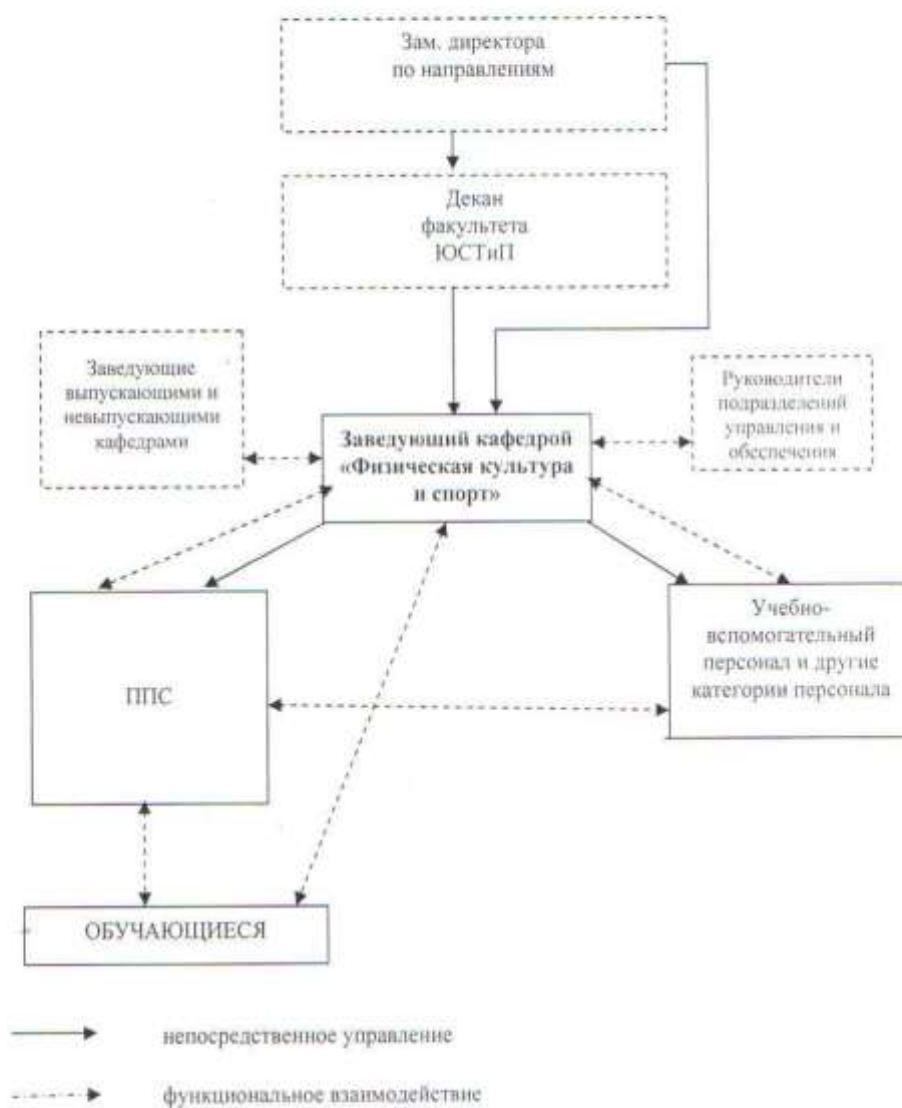 Зам. директора
по направлениям
Декан
факультета
ЮСТиП
Заведующие
выпускающими и
невыпускающими
кафедрами
Руководители
подразделений
управления и
обеспечения
Заведующий кафедрой
«Физическая культура
и спорт»
ППС
Учебно-
вспомогательный
персонал и другие
категории персонала
ОБУЧАЮЩИЕСЯ
непосредственное управление
функциональное взаимодействие